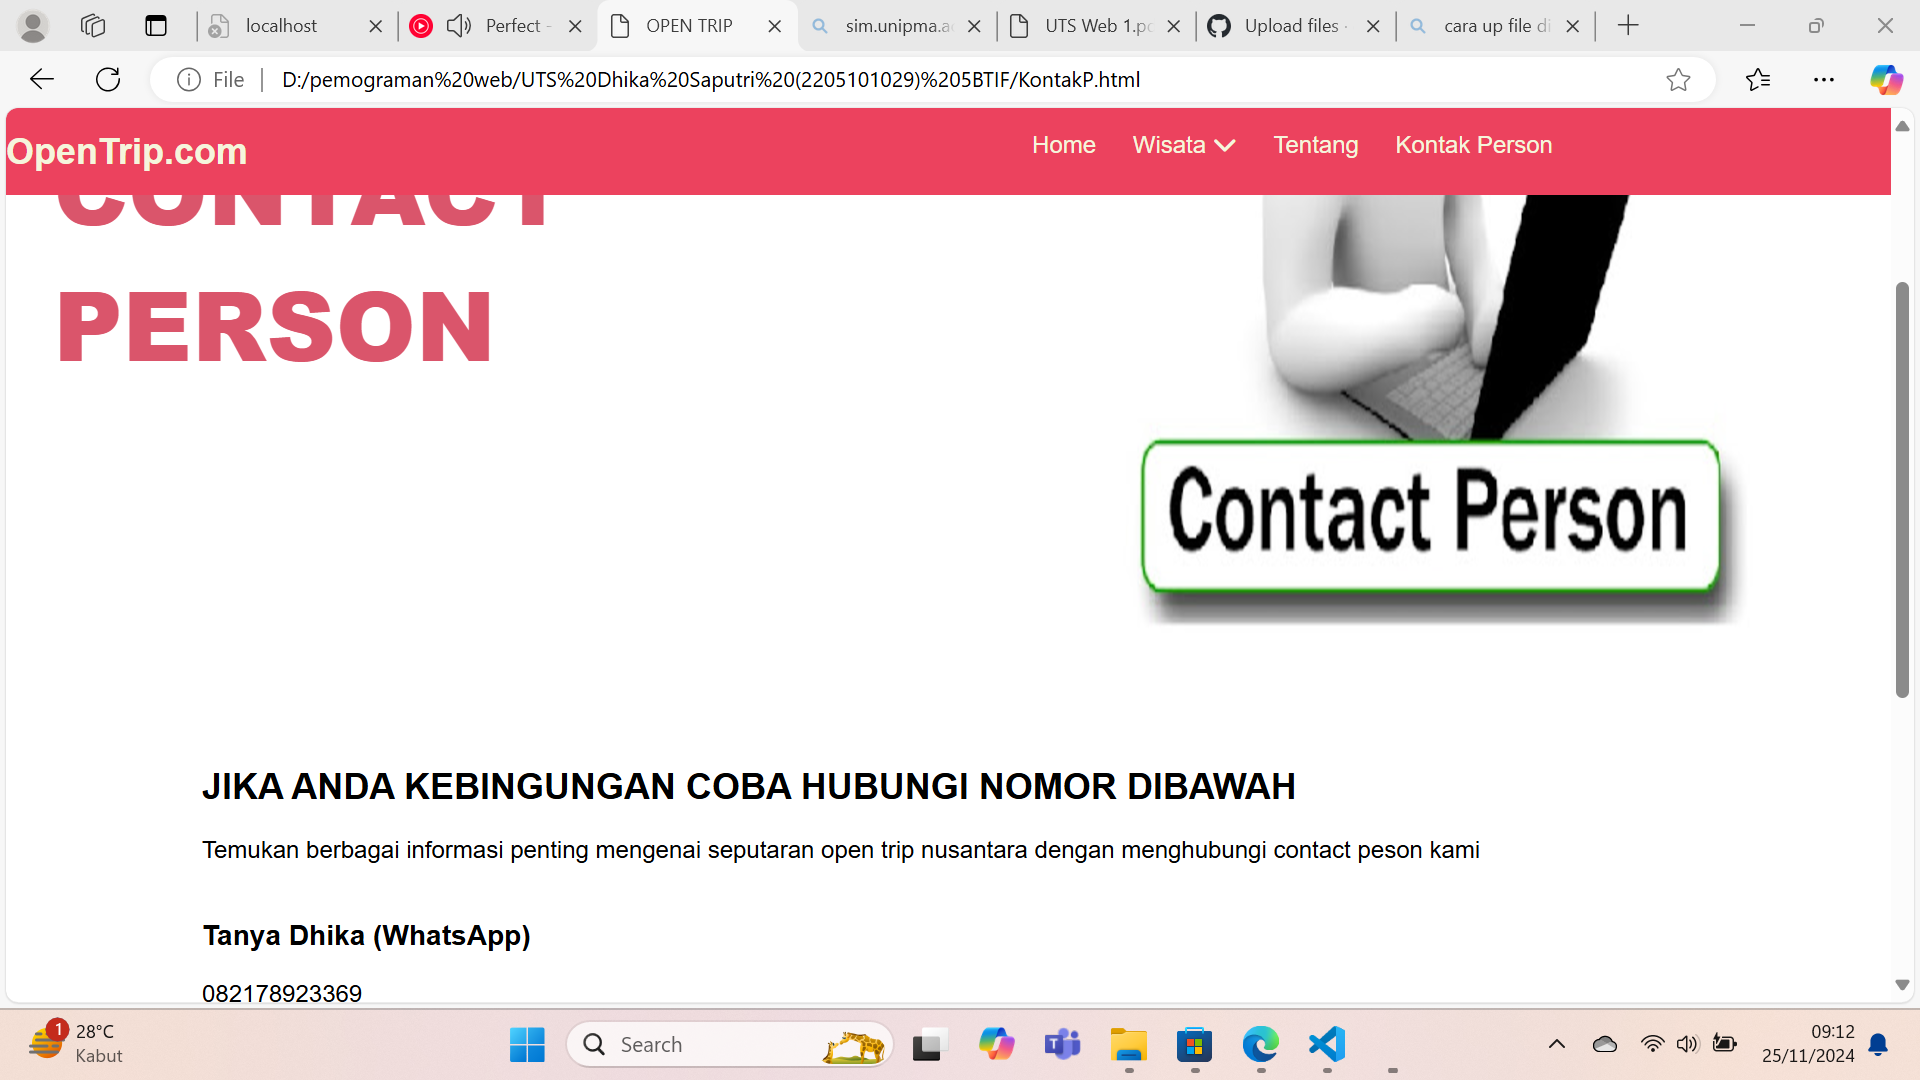 localhost
Perfect -
OPEN TRIP
sim.unipma.a
UTS Web 1.p
Upload files ·
cara up file di
File
D:/pemograman%20web/UTS%20Dhika%20Saputri%20(2205101029)%205BTIF/KontakP.html
OpenTrip.com
Home
Wisata
Tentang
Kontak Person
CONTACT
PERSON
Contact Person
JIKA ANDA KEBINGUNGAN COBA HUBUNGI NOMOR DIBAWAH
Temukan berbagai informasi penting mengenai seputaran open trip nusantara dengan menghubungi contact peson kami
Tanya Dhika (WhatsApp)
082178923369
1
28°C
Kabut
Search
09:12
25/11/2024